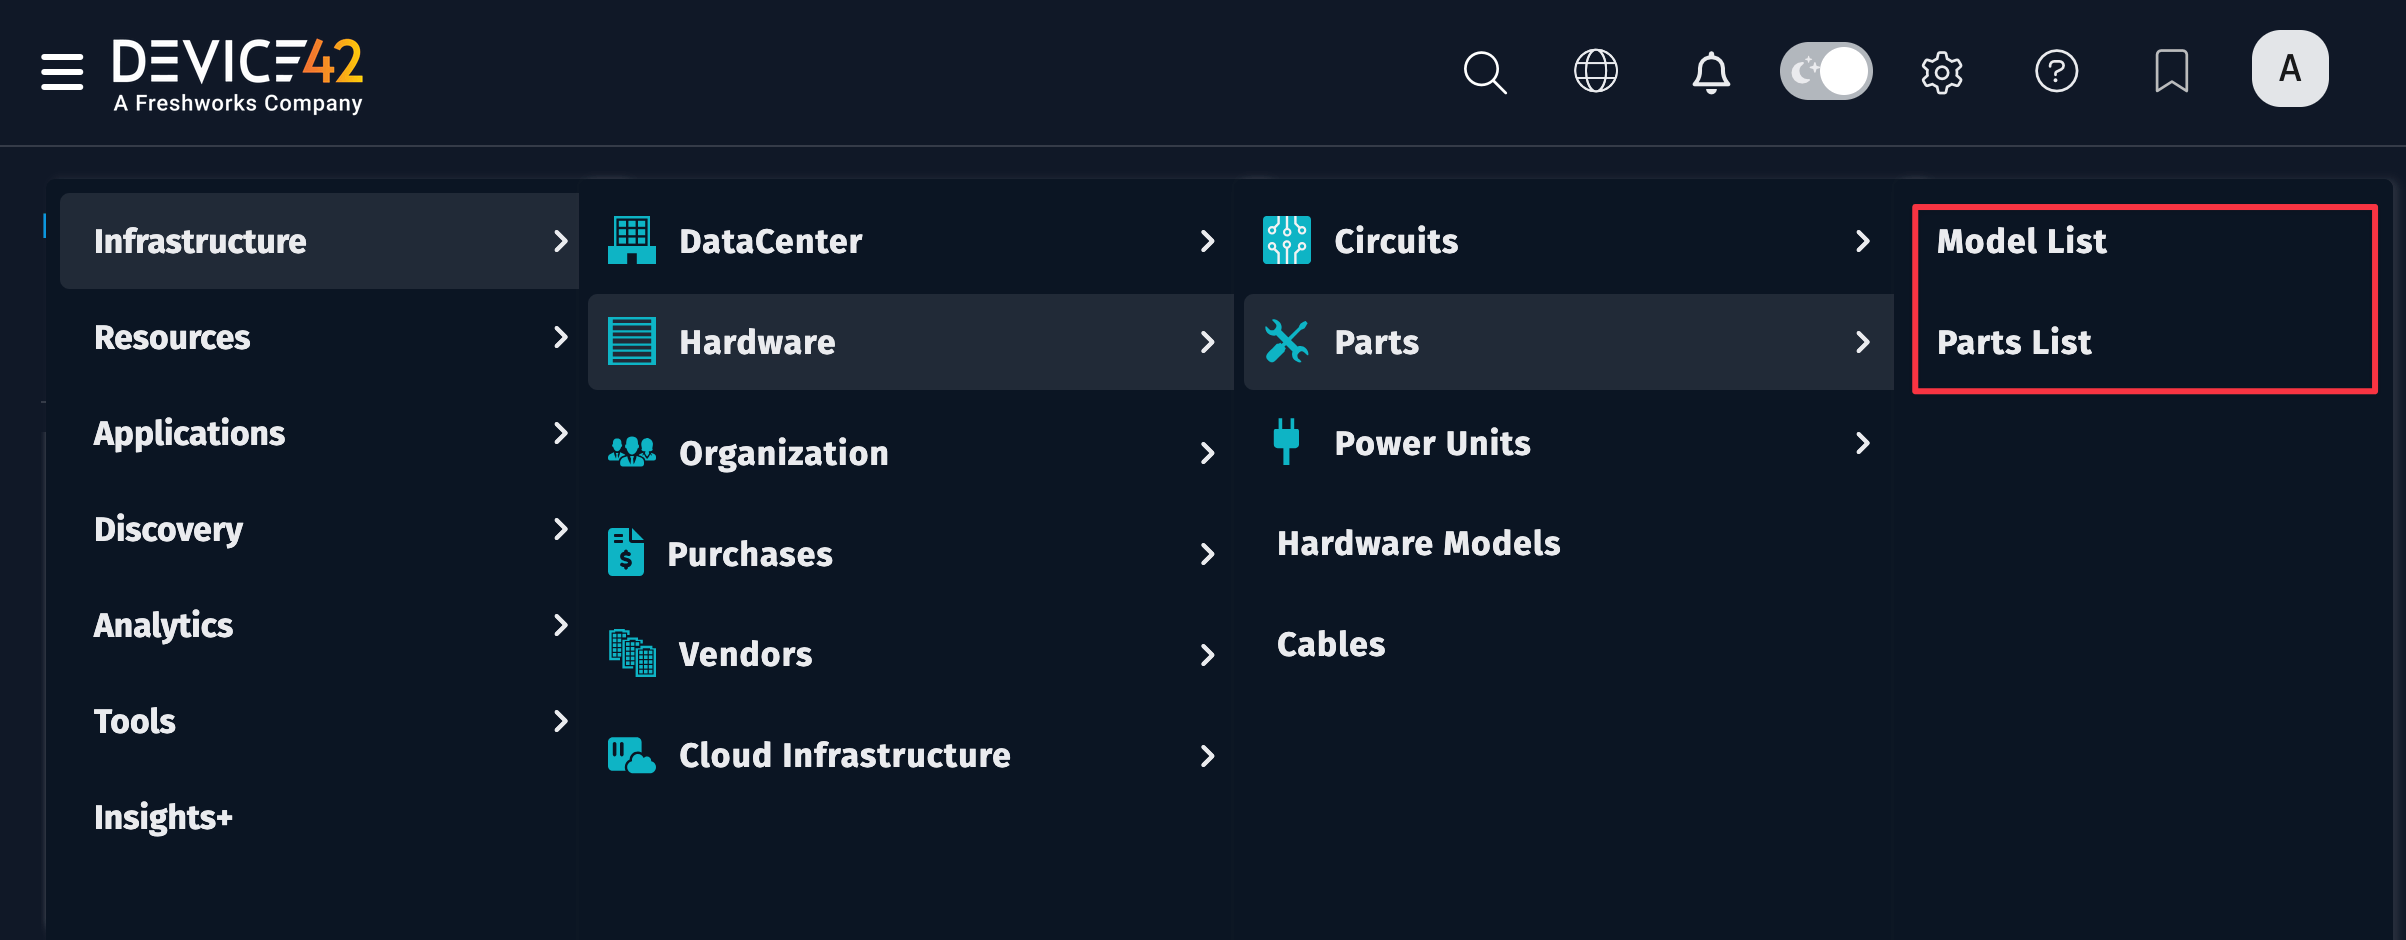 DEVICE42
A Freshworks Company
A
Infrastructure
Resources
Applications
Discovery
Analytics
Tools
Insights+
DataCenter
Hardware
Organization
Purchases
Vendors
Cloud Infrastructure
Circuits
Parts
Power Units
Hardware Models
Cables
Model List
Parts List